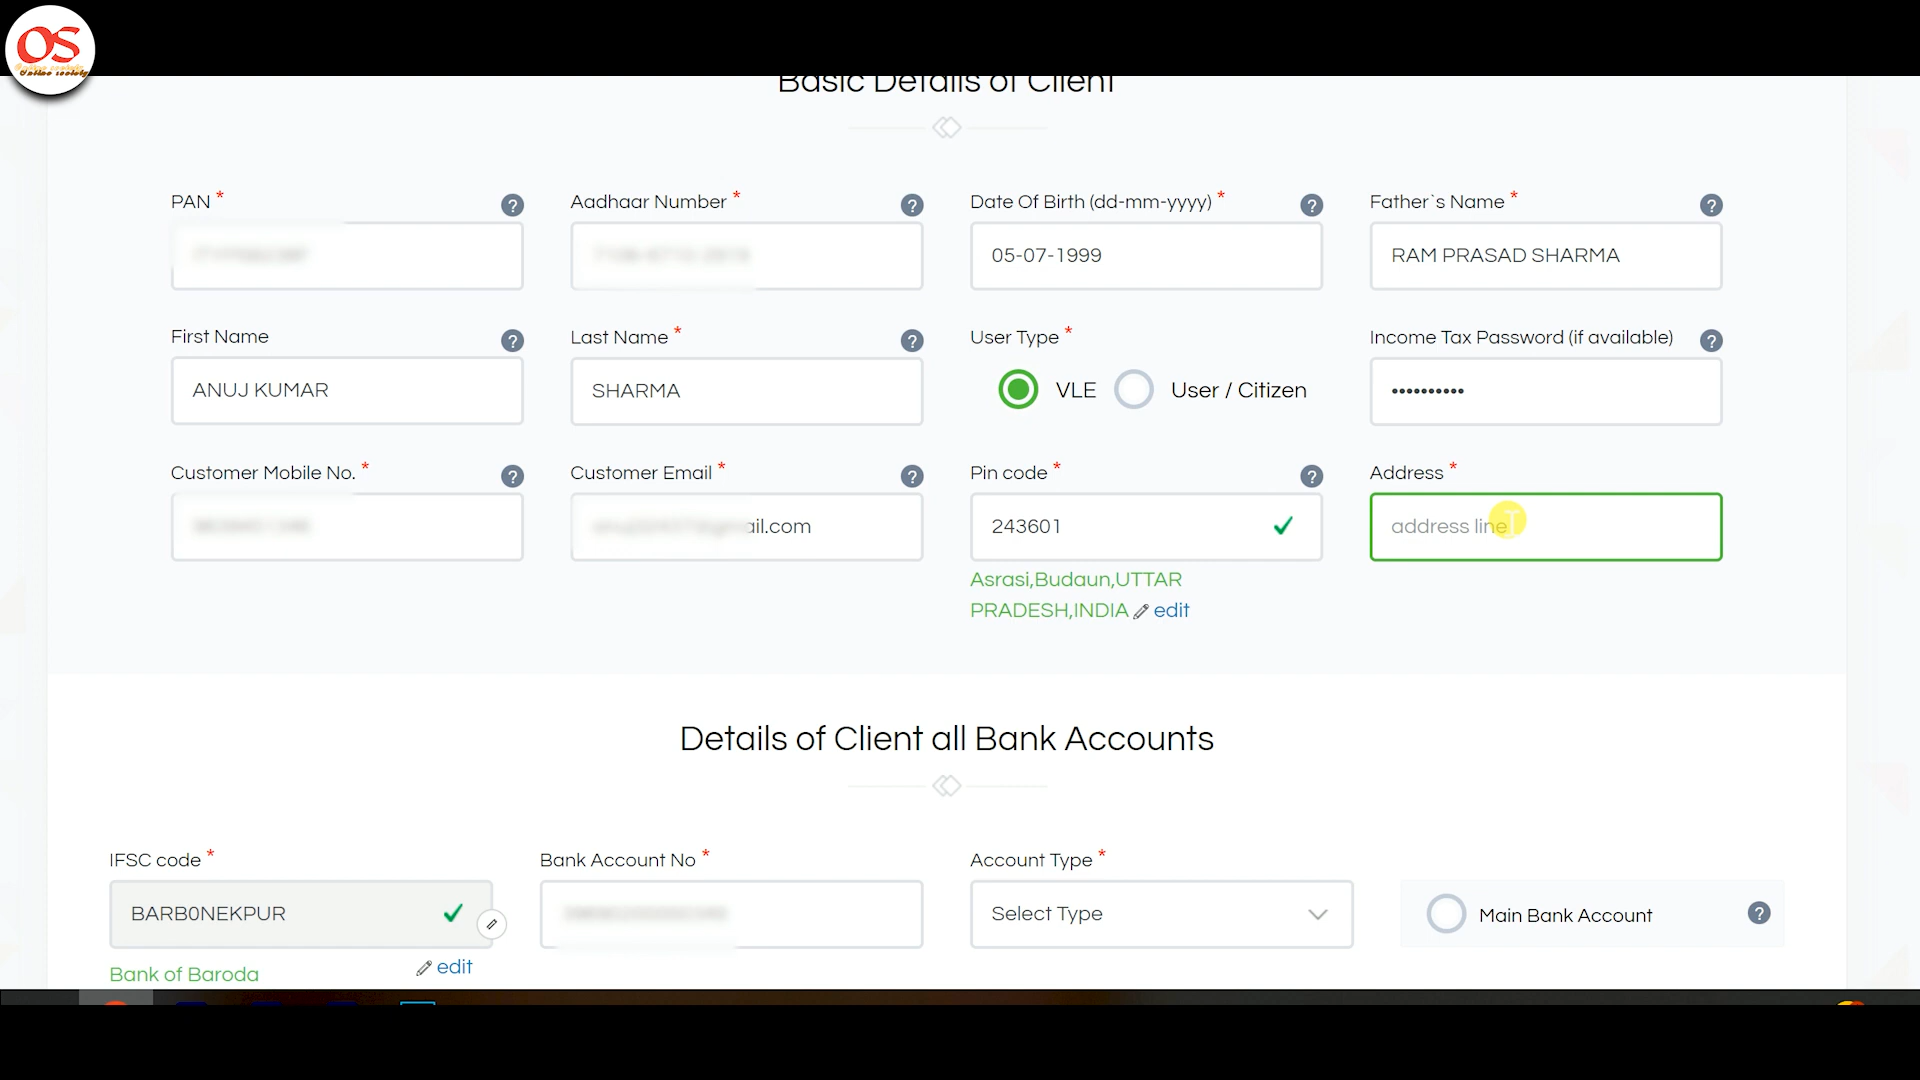 OS
Online society
Basic Details of Client
PAN *
Aadhaar Number *
Date Of Birth (dd-mm-yyyy) *
Father`s Name *
05-07-1999
RAM PRASAD SHARMA
First Name
Last Name *
User Type *
Income Tax Password (if available)
ANUJ KUMAR
SHARMA
VLE
User / Citizen
••••••••••
Customer Mobile No. *
Customer Email *
Pin code *
Address *
ail.com
243601
address line
Asrasi,Budaun,UTTAR
PRADESH,INDIA edit
Details of Client all Bank Accounts
IFSC code *
Bank Account No *
Account Type *
BARB0NEKPUR
Select Type
Main Bank Account
Bank of Baroda
edit